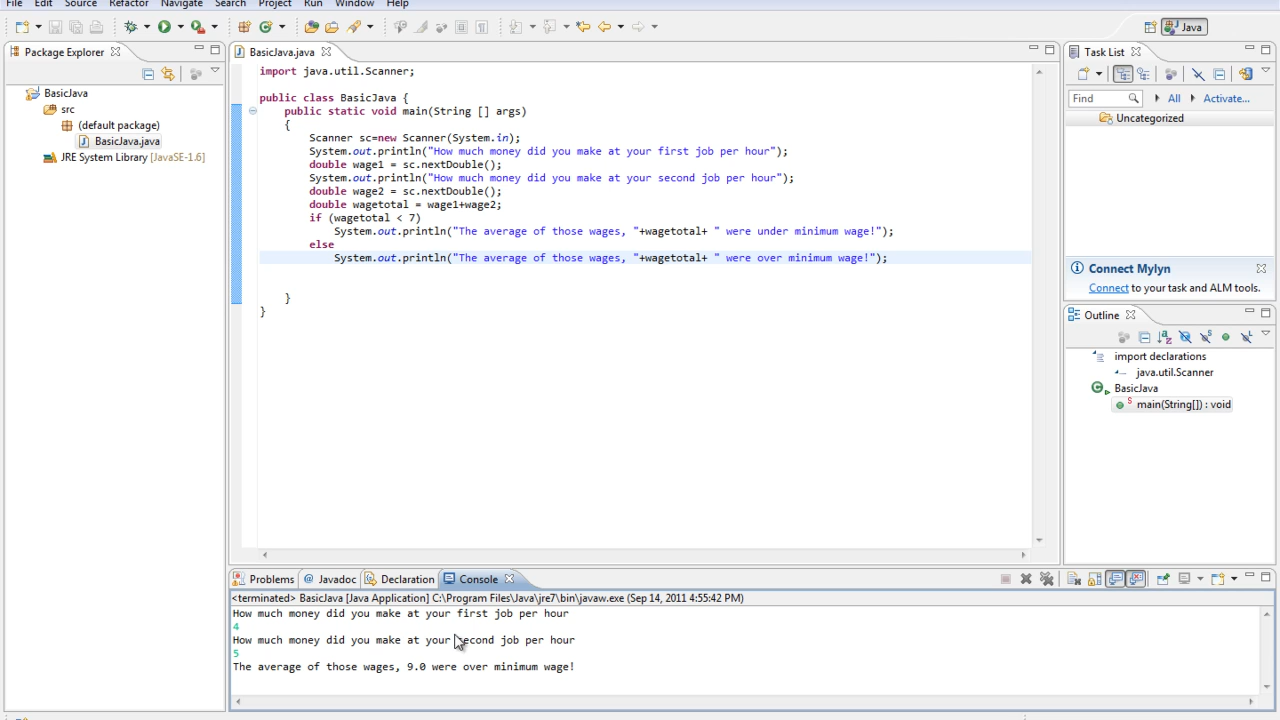 File Edit Source Refactor Navigate Search Project Run Window Help
Java
Package Explorer
BasicJava
src
(default package)
BasicJava.java
JRE System Library [JavaSE-1.6]
BasicJava.java
import java.util.Scanner;
public class BasicJava {
public static void main(String [] args)
{
Scanner sc=new Scanner(System.in);
System.out.println("How much money did you make at your first job per hour");
double wage1 = sc.nextDouble();
System.out.println("How much money did you make at your second job per hour");
double wage2 = sc.nextDouble();
double wagetotal = wage1+wage2;
if (wagetotal < 7)
System.out.println("The average of those wages, "+wagetotal+ " were under minimum wage!");
else
System.out.println("The average of those wages, "+wagetotal+ " were over minimum wage!");
}
}
Task List
Find All Activate...
Uncategorized
Connect Mylyn
Connect to your task and ALM tools.
Outline
import declarations
java.util.Scanner
BasicJava
main(String[]) : void
Problems @ Javadoc Declaration Console
<terminated> BasicJava [Java Application] C:\Program Files\Java\jre7\bin\javaw.exe (Sep 14, 2011 4:55:42 PM)
How much money did you make at your first job per hour
4
How much money did you make at your second job per hour
5
The average of those wages, 9.0 were over minimum wage!